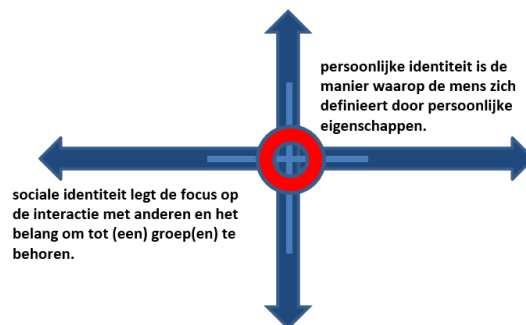 persoonlijke identiteit is de
manier waarop de mens zich
definieert door persoonlijke
eigenschappen.
sociale identiteit legt de focus op
de interactie met anderen en het
belang om tot (een) groep(en) te
behoren.